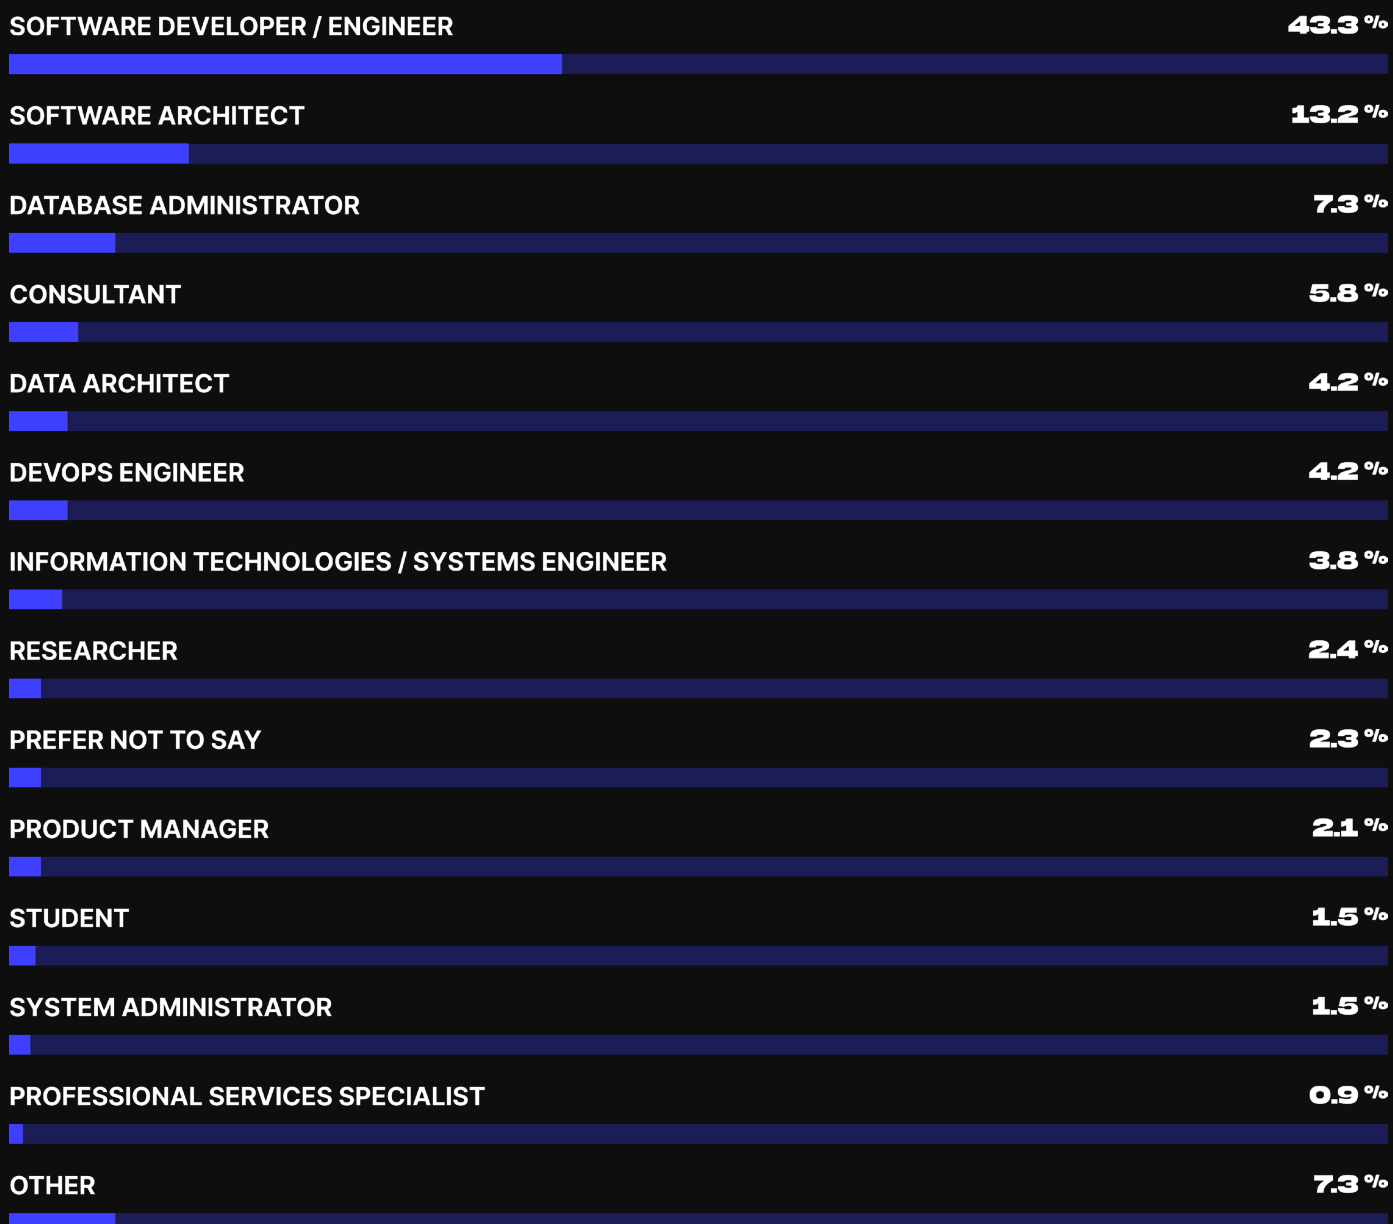 SOFTWARE DEVELOPER / ENGINEER 43.3 %
SOFTWARE ARCHITECT 13.2 %
DATABASE ADMINISTRATOR 7.3 %
CONSULTANT 5.8 %
DATA ARCHITECT 4.2 %
DEVOPS ENGINEER 4.2 %
INFORMATION TECHNOLOGIES / SYSTEMS ENGINEER 3.8 %
RESEARCHER 2.4 %
PREFER NOT TO SAY 2.3 %
PRODUCT MANAGER 2.1 %
STUDENT 1.5 %
SYSTEM ADMINISTRATOR 1.5 %
PROFESSIONAL SERVICES SPECIALIST 0.9 %
OTHER 7.3 %